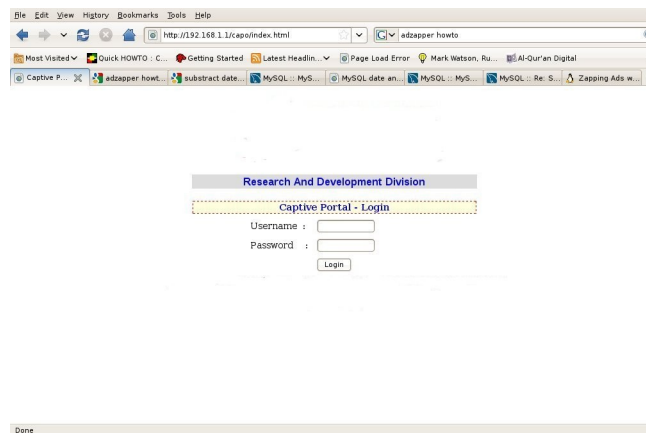 File Edit View History Bookmarks Tools Help
http://192.168.1.1/capo/index.html G adzapper howto
Most Visited Quick HOWTO : C... Getting Started Latest Headlin... Page Load Error Mark Watson, Ru... Al-Qur'an Digital
Captive P... adzapper howt... substract date... MySQL :: MyS... MySQL date an... MySQL :: MyS... MySQL :: Re: S... Zapping Ads w...
Research And Development Division
Captive Portal - Login
Username :
Password :
Login
Done